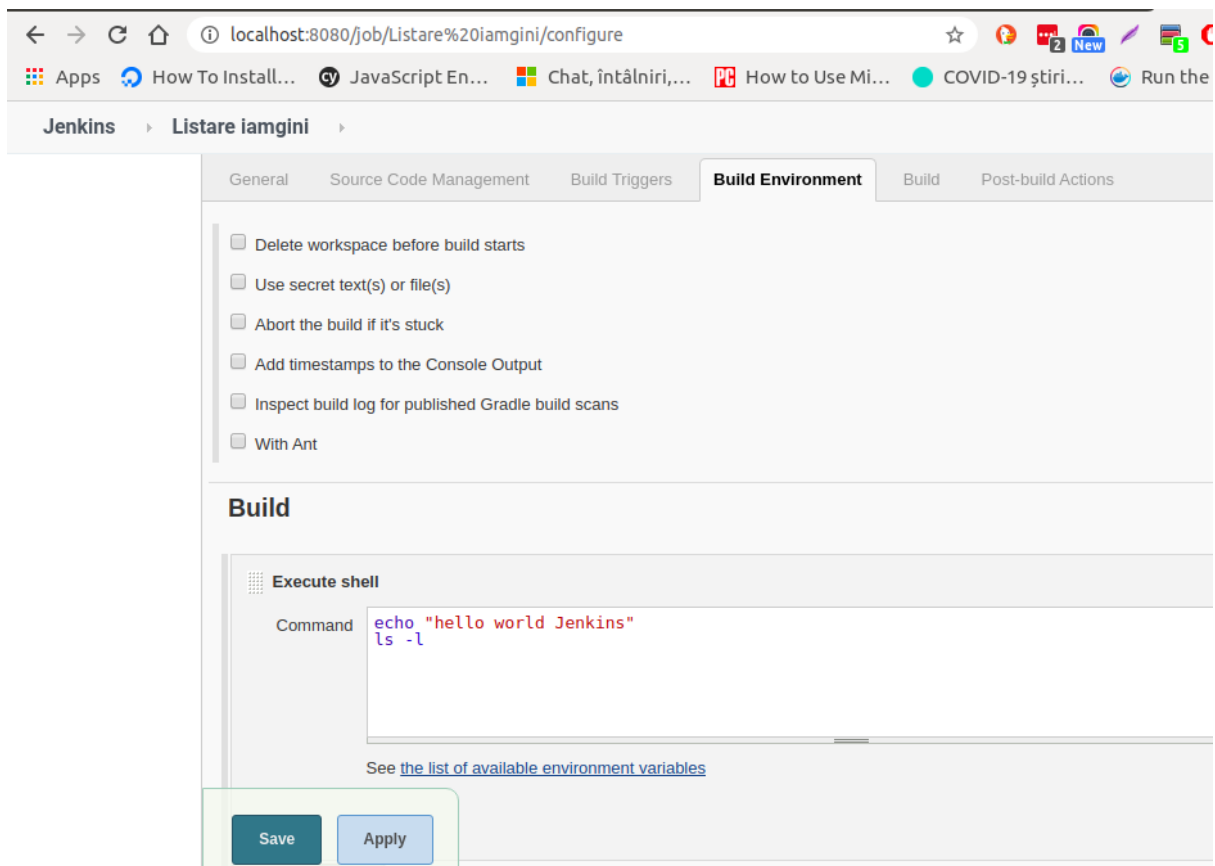 localhost:8080/job/Listare%20iamgini/configure
2 New 5
Apps How To Install... cy JavaScript En... Chat, întâlniri,... PC How to Use Mi... COVID-19 știri... Run the
Jenkins Listare iamgini
General Source Code Management Build Triggers Build Environment Build Post-build Actions
Delete workspace before build starts
Use secret text(s) or file(s)
Abort the build if it's stuck
Add timestamps to the Console Output
Inspect build log for published Gradle build scans
With Ant
Build
Execute shell
Command echo "hello world Jenkins"
ls -l
See the list of available environment variables
Save Apply